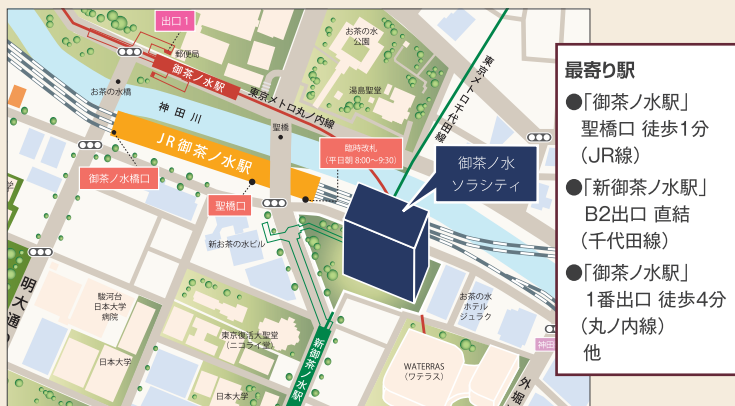 出口1
郵便局
御茶ノ水駅
お茶の水
公園
東京メトロ千代田線
お茶の水橋
神田川
東京メトロ丸ノ内線
湯島聖堂
聖橋
JR御茶ノ水駅
臨時改札
(平日朝 8:00〜9:30)
御茶ノ水
ソラシティ
御茶ノ水橋口
聖橋口
新お茶の水ビル
明大通り
駿河台
日本大学
病院
日本大学
東京復活大聖堂
(ニコライ堂)
日本大学
新御茶ノ水駅
お茶の水
ホテル
ジュラク
WATERRAS
(ワテラス)
外堀
神田
最寄り駅
●「御茶ノ水駅」
聖橋口 徒歩1分
(JR線)
●「新御茶ノ水駅」
B2出口 直結
(千代田線)
●「御茶ノ水駅」
1番出口 徒歩4分
(丸ノ内線)
他